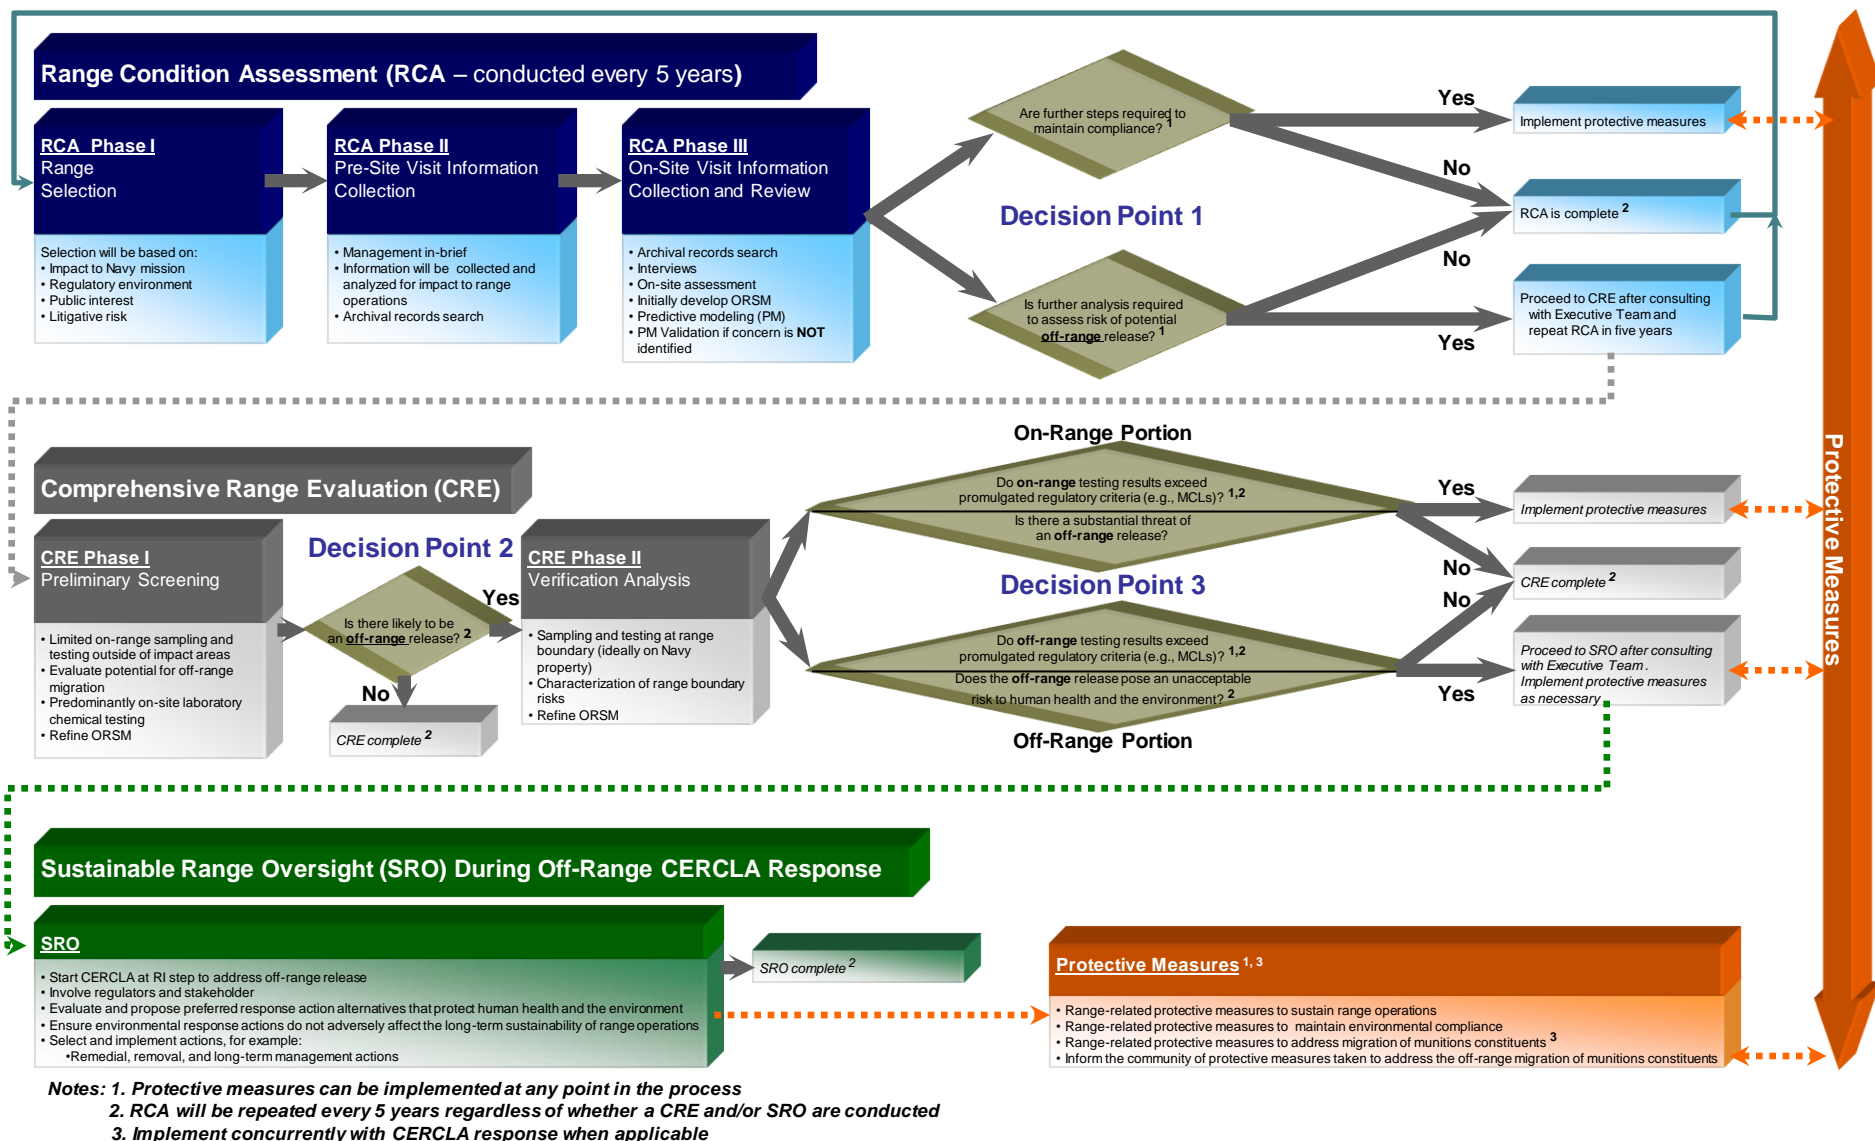 Range Condition Assessment (RCA – conducted every 5 years)
RCA Phase I
Range
Selection
Selection will be based on:
• Impact to Navy mission
• Regulatory environment
• Public interest
• Litigative risk
RCA Phase II
Pre-Site Visit Information
Collection
• Management in-brief
• Information will be collected and
analyzed for impact to range
operations
• Archival records search
RCA Phase III
On-Site Visit Information
Collection and Review
• Archival records search
• Interviews
• On-site assessment
• Initially develop ORSM
• Predictive modeling (PM)
• PM Validation if concern is NOT
identified
Are further steps required to
maintain compliance? 1
Decision Point 1
Is further analysis required
to assess risk of potential
off-range release? 1
Yes
No
No
Yes
Implement protective measures
RCA is complete 2
Proceed to CRE after consulting
with Executive Team and
repeat RCA in five years
Protective Measures
Comprehensive Range Evaluation (CRE)
CRE Phase I
Preliminary Screening
• Limited on-range sampling and
testing outside of impact areas
• Evaluate potential for off-range
migration
• Predominantly on-site laboratory
chemical testing
• Refine ORSM
Decision Point 2
Is there likely to be
an off-range release? 2
Yes
No
CRE complete 2
CRE Phase II
Verification Analysis
• Sampling and testing at range
boundary (ideally on Navy
property)
• Characterization of range boundary
risks
• Refine ORSM
On-Range Portion
Do on-range testing results exceed
promulgated regulatory criteria (e.g., MCLs)? 1,2
Is there a substantial threat of
an off-range release?
Decision Point 3
Do off-range testing results exceed
promulgated regulatory criteria (e.g., MCLs)? 1,2
Does the off-range release pose an unacceptable
risk to human health and the environment? 2
Off-Range Portion
Yes
No
No
Yes
Implement protective measures
CRE complete 2
Proceed to SRO after consulting
with Executive Team .
Implement protective measures
as necessary
Sustainable Range Oversight (SRO) During Off-Range CERCLA Response
SRO
• Start CERCLA at RI step to address off-range release
• Involve regulators and stakeholder
• Evaluate and propose preferred response action alternatives that protect human health and the environment
• Ensure environmental response actions do not adversely affect the long-term sustainability of range operations
• Select and implement actions, for example:
•Remedial, removal, and long-term management actions
SRO complete 2
Protective Measures 1, 3
• Range-related protective measures to sustain range operations
• Range-related protective measures to maintain environmental compliance
• Range-related protective measures to address migration of munitions constituents 3
• Inform the community of protective measures taken to address the off-range migration of munitions constituents
Notes: 1. Protective measures can be implemented at any point in the process
2. RCA will be repeated every 5 years regardless of whether a CRE and/or SRO are conducted
3. Implement concurrently with CERCLA response when applicable